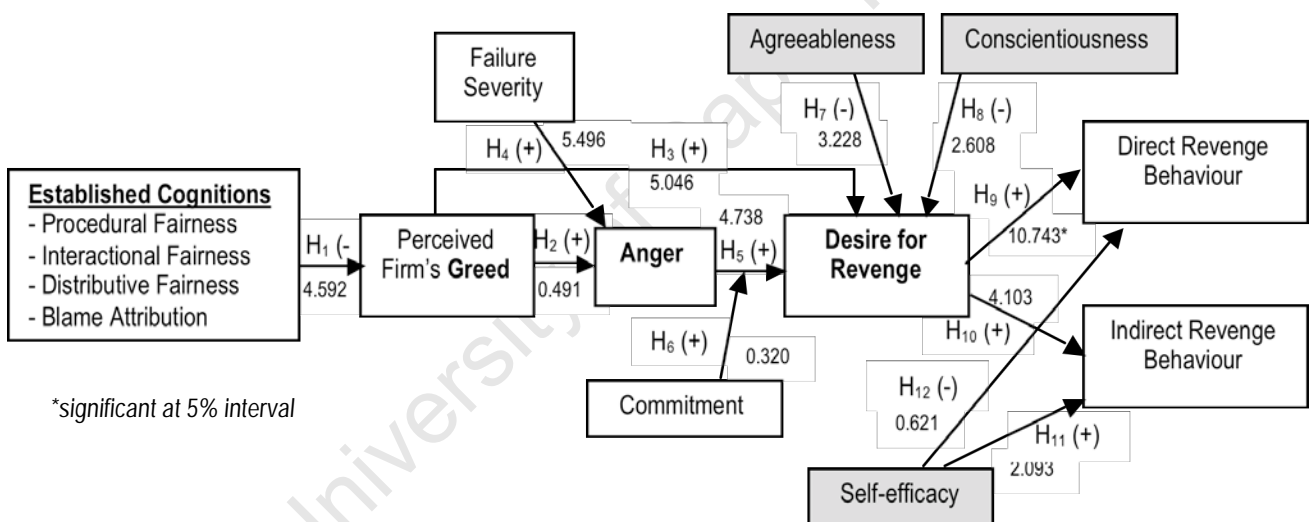 Agreeableness
Conscientiousness
Failure
Severity
H₇ (-)
3.228
H₈ (-)
2.608
H₄ (+)
5.496
H₃ (+)
5.046
Direct Revenge
Behaviour
Established Cognitions
- Procedural Fairness
- Interactional Fairness
- Distributive Fairness
- Blame Attribution
H₁ (-
4.592
Perceived
Firm's Greed
H₂ (+)
0.491
Anger
4.738
H₅ (+)
Desire for
Revenge
H₉ (+)
10.743*
4.103
H₁₀ (+)
Indirect Revenge
Behaviour
H₆ (+)
0.320
Commitment
H₁₂ (-)
0.621
H₁₁ (+)
2.093
Self-efficacy
*significant at 5% interval
University of